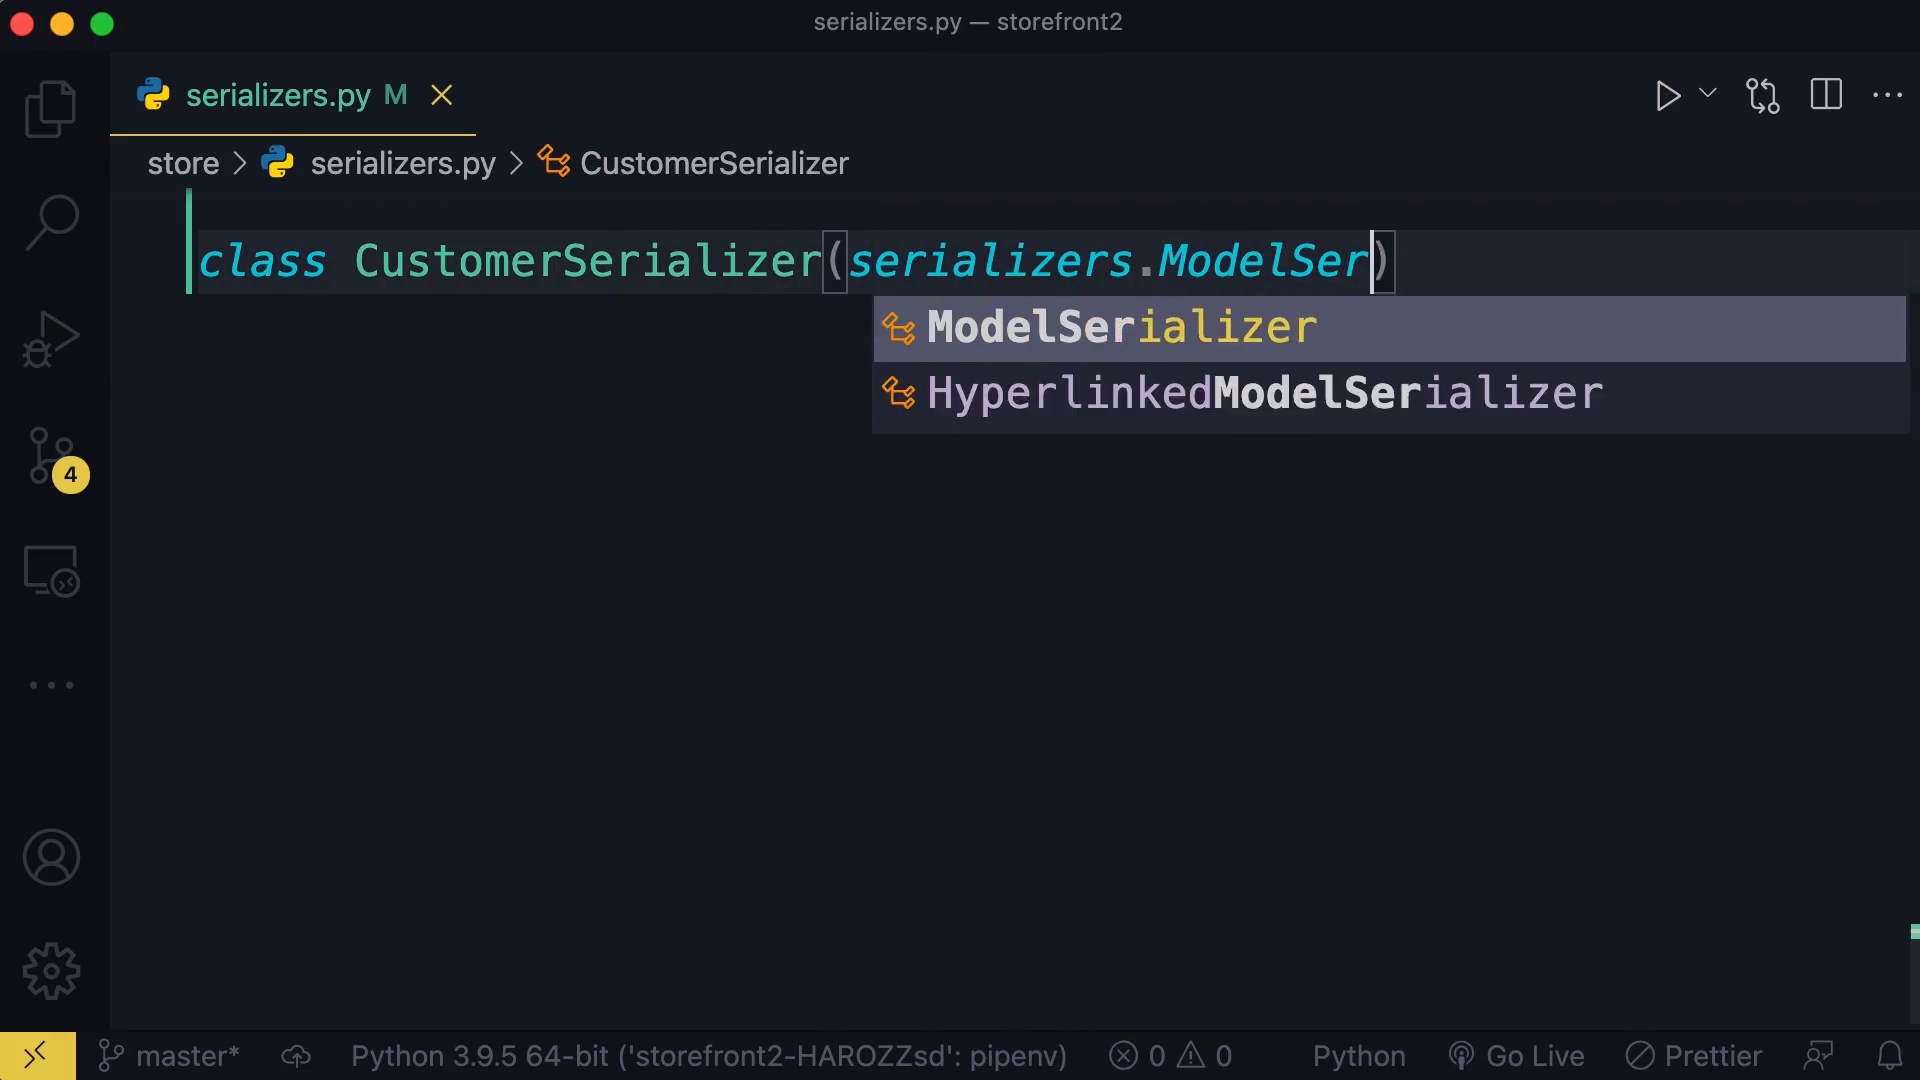 serializers.py — storefront2
serializers.py M
store > serializers.py > CustomerSerializer
class CustomerSerializer(serializers.ModelSer)
ModelSerializer
HyperlinkedModelSerializer
4
master* Python 3.9.5 64-bit ('storefront2-HAROZZsd': pipenv) 0 0 Python Go Live Prettier